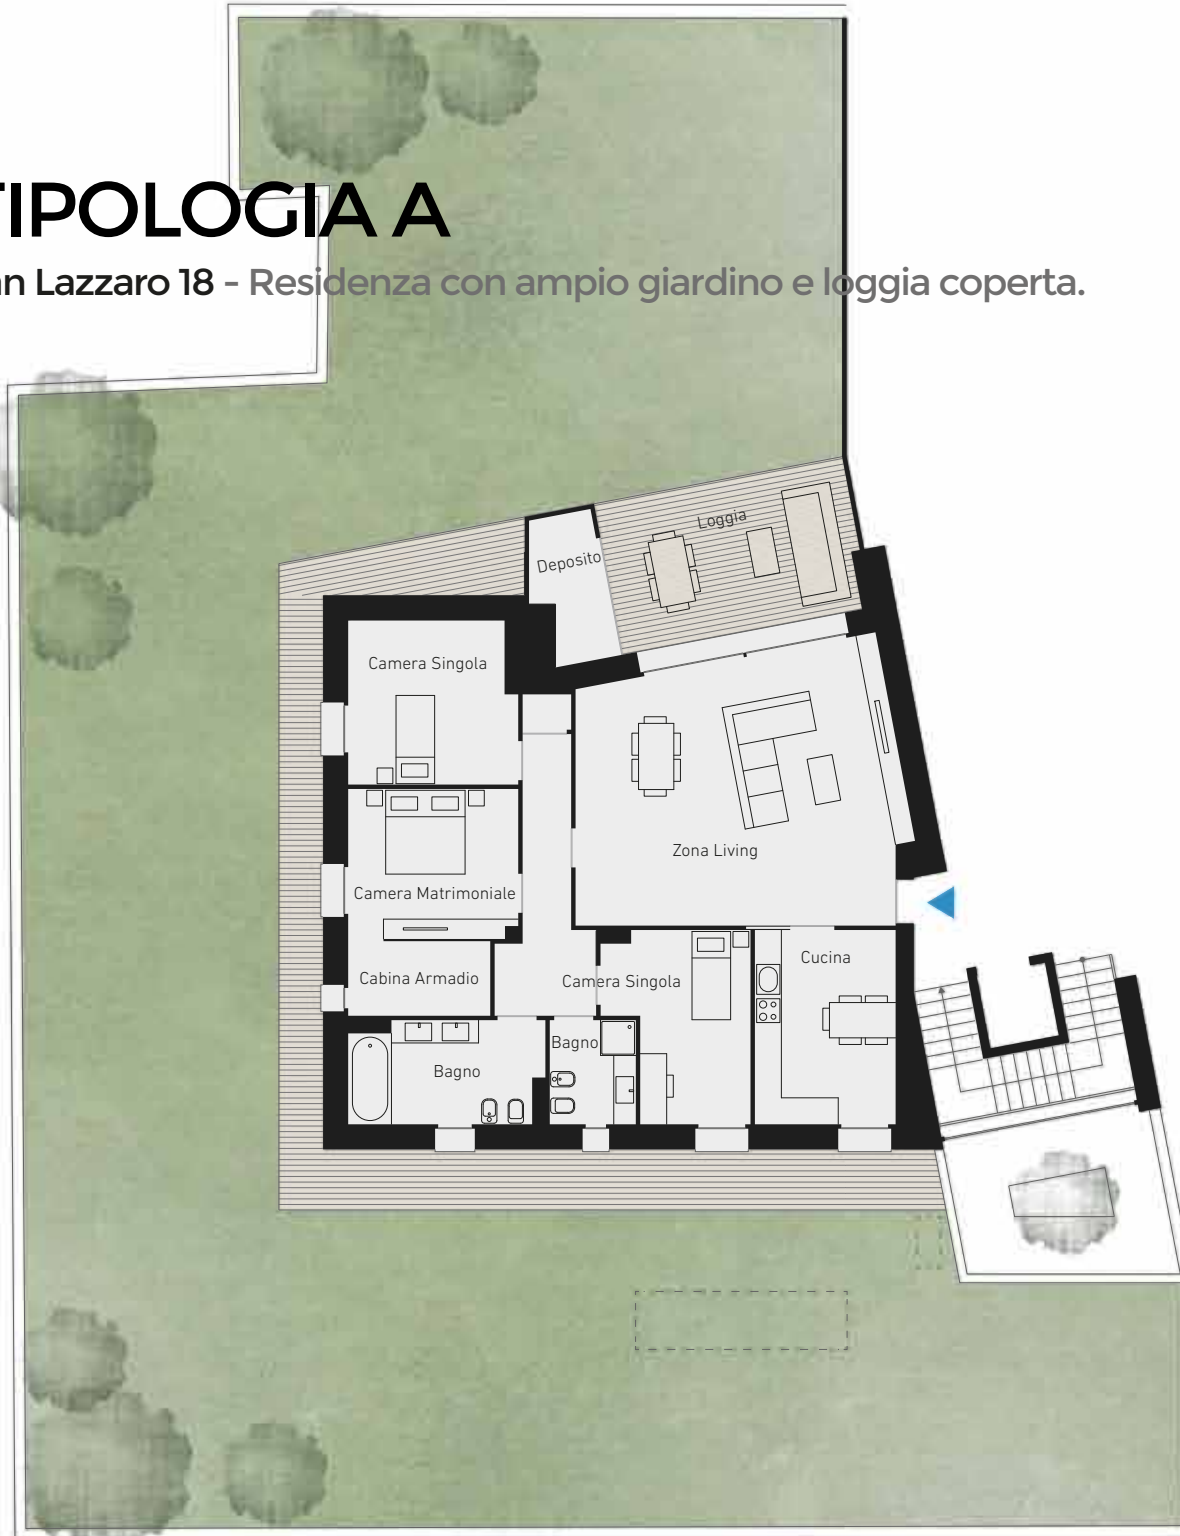 TIPOLOGIA A
an Lazzaro 18 - Residenza con ampio giardino e loggia coperta.
Loggia
Deposito
Camera Singola
Zona Living
Camera Matrimoniale
Cucina
Cabina Armadio
Camera Singola
Bagno
Bagno